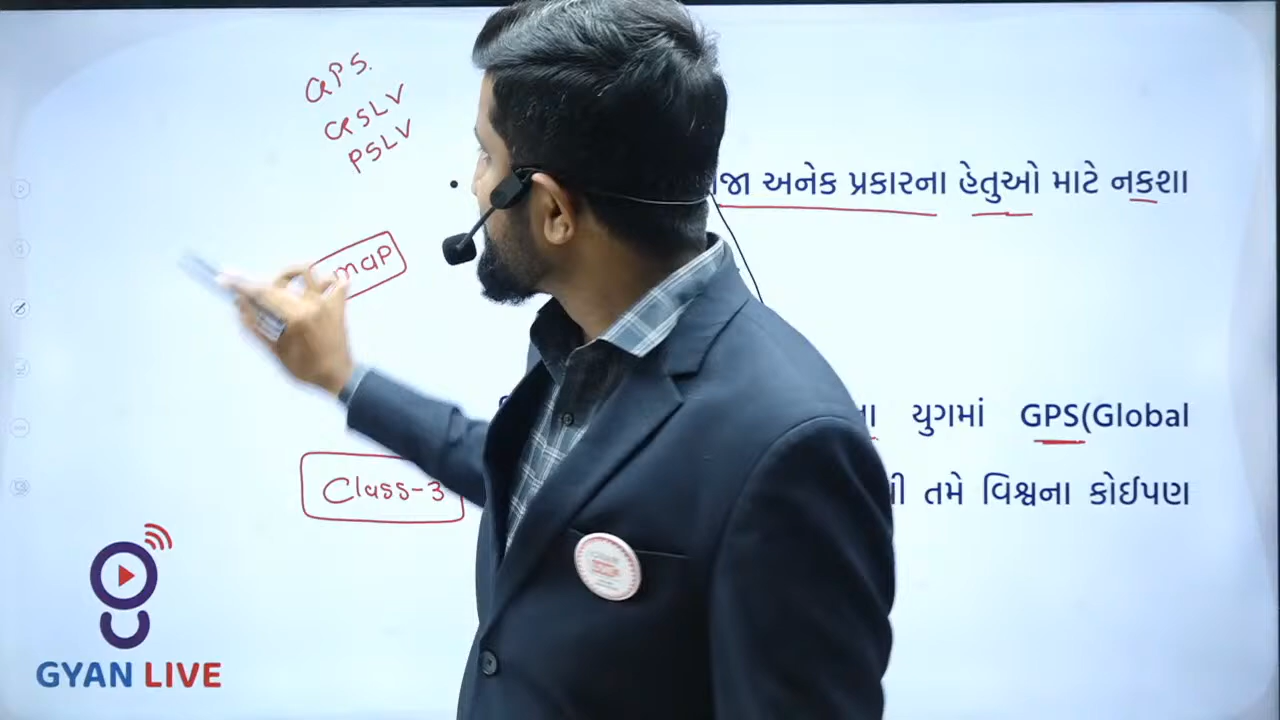 GPS.
GSLV
PSLV
અનેક પ્રકારના હેતુઓ માટે નકશા
map
યુગમાં GPS(Global
Class-3
તમે વિશ્વના કોઈપણ
GYAN LIVE